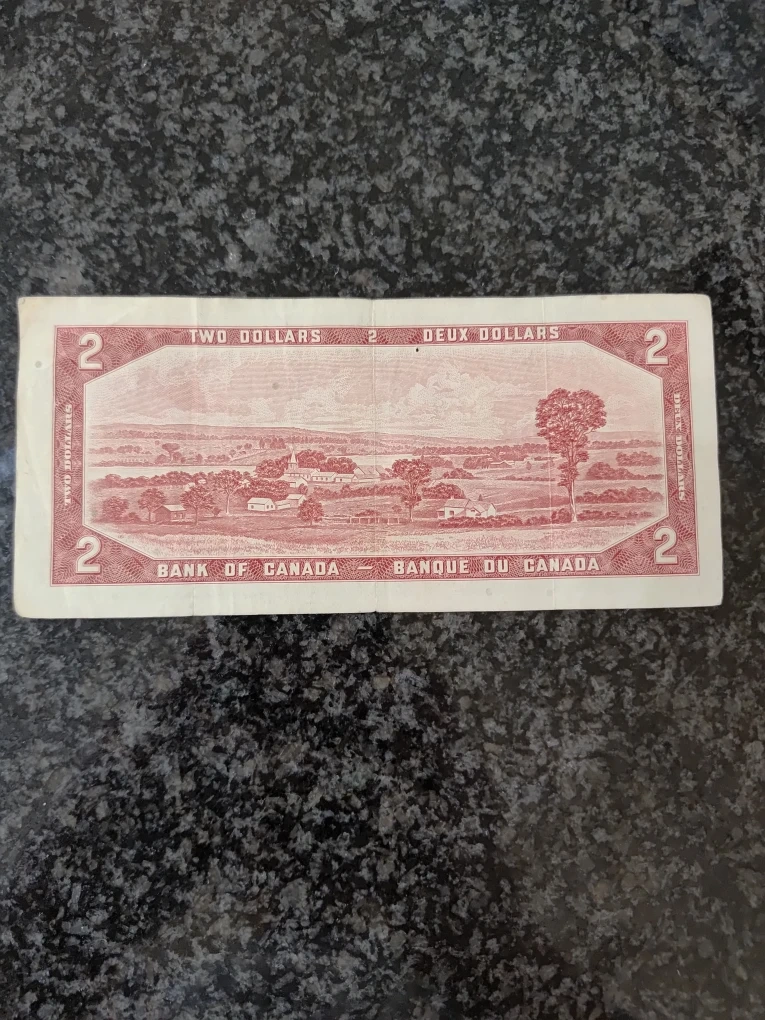 2 TWO DOLLARS 2 DEUX DOLLARS 2
TWO DOLLARS
DEUX DOLLARS
2 BANK OF CANADA — BANQUE DU CANADA 2